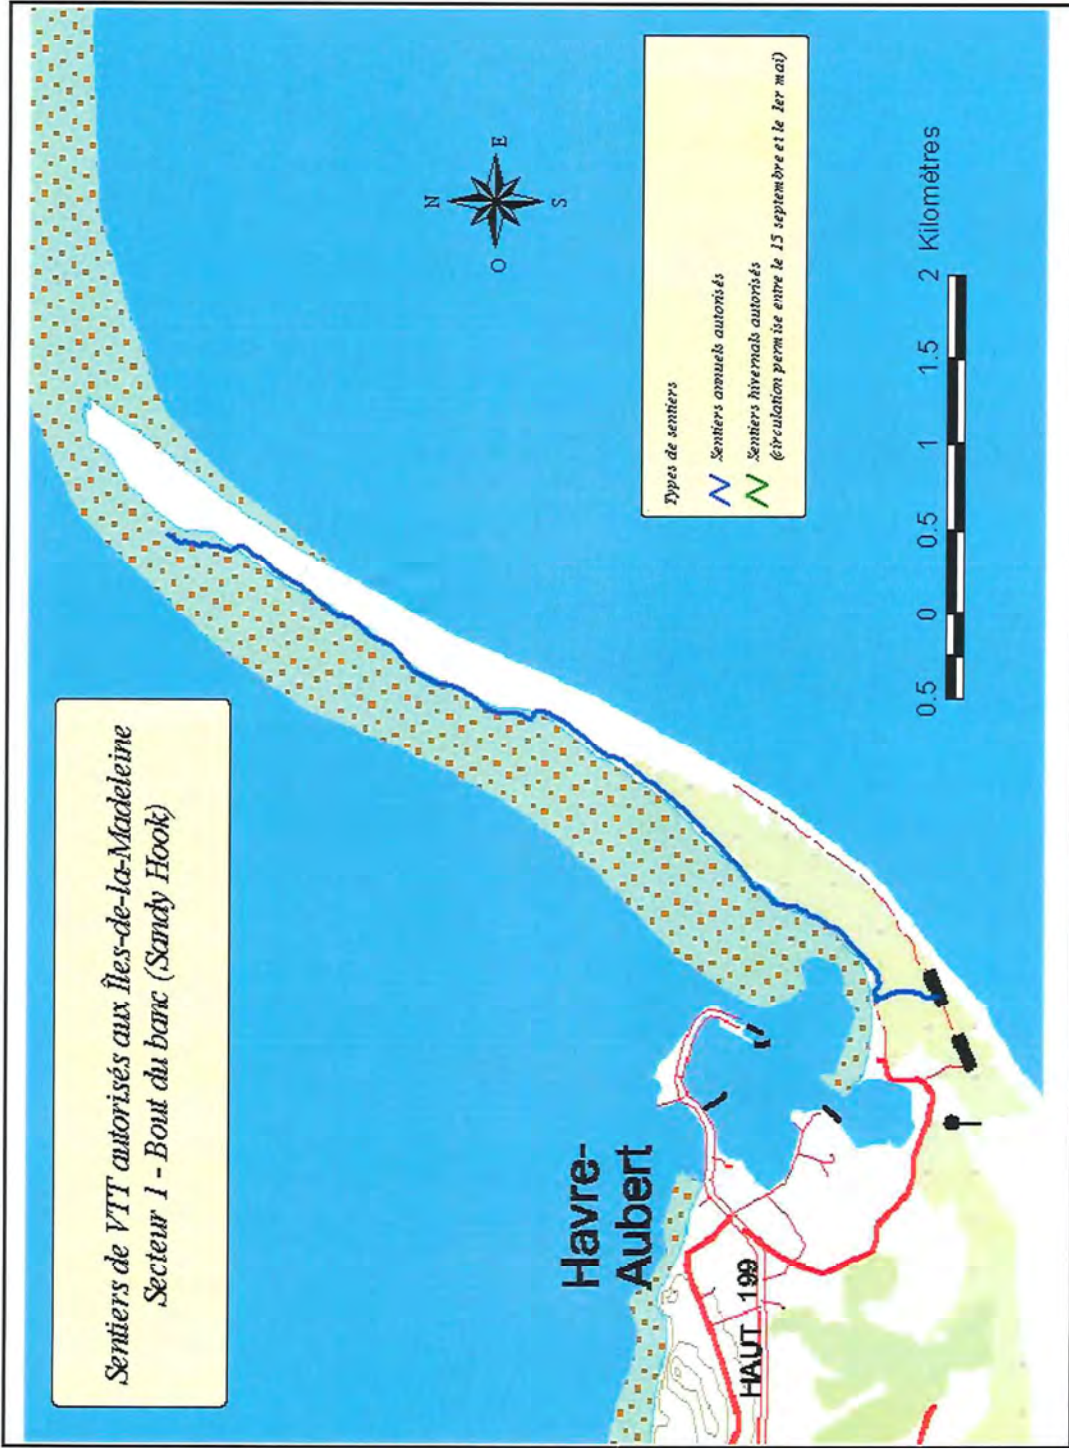 Sentiers de VTT autorisés aux Îles-de-la-Madeleine
Secteur 1 - Bout du banc (Sandy Hook)
N
O
E
S
Types de sentiers
Sentiers annuels autorisés
Sentiers hivernals autorisés
(circulation permise entre le 15 septembre et le 1er mai)
Havre-
Aubert
HAUT 199
0.5 0 0.5 1 1.5 2 Kilomètres